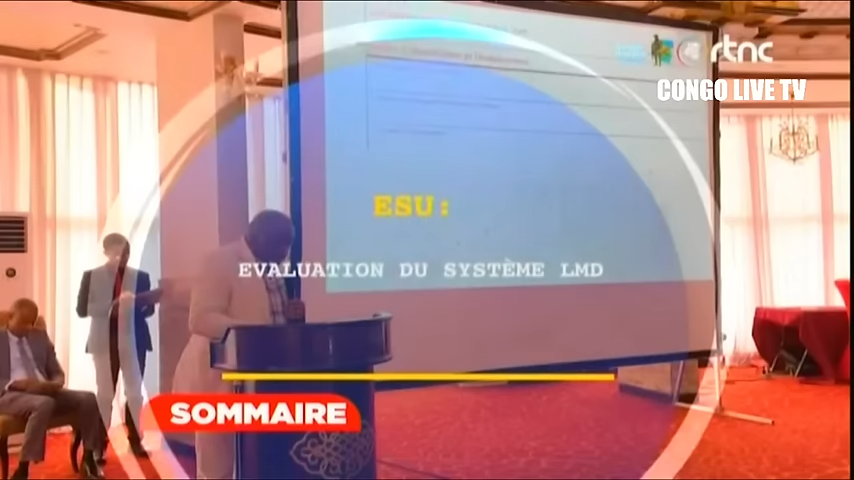 rtnc
CONGO LIVE TV
ESU:
EVALUATION DU SYSTÈME LMD
SOMMAIRE